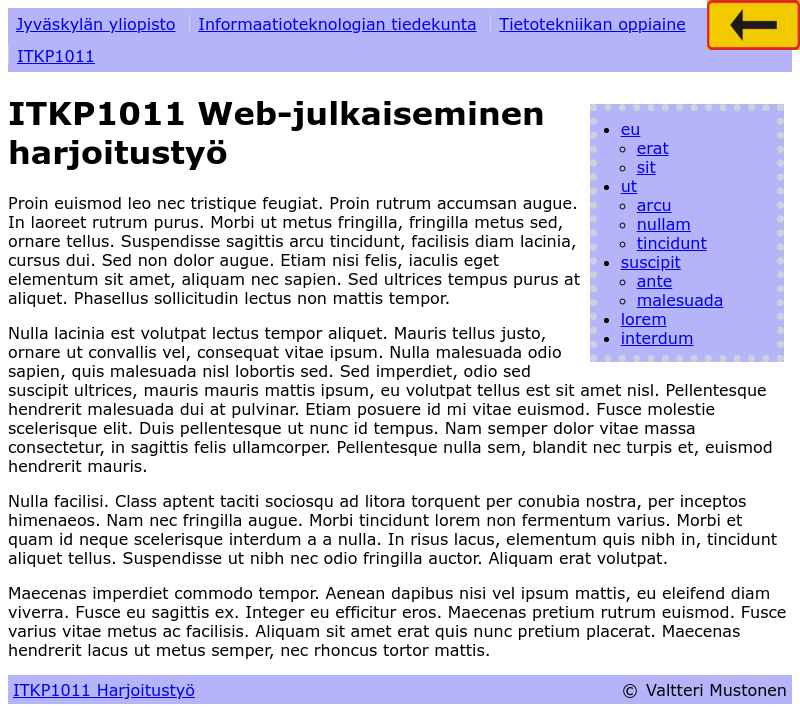 Jyväskylän yliopisto Informaatioteknologian tiedekunta Tietotekniikan oppiaine
ITKP1011
ITKP1011 Web-julkaiseminen
harjoitustyö
eu
erat
sit
ut
arcu
nullam
tincidunt
suscipit
ante
malesuada
lorem
interdum
Proin euismod leo nec tristique feugiat. Proin rutrum accumsan augue.
In laoreet rutrum purus. Morbi ut metus fringilla, fringilla metus sed,
ornare tellus. Suspendisse sagittis arcu tincidunt, facilisis diam lacinia,
cursus dui. Sed non dolor augue. Etiam nisi felis, iaculis eget
elementum sit amet, aliquam nec sapien. Sed ultrices tempus purus at
aliquet. Phasellus sollicitudin lectus non mattis tempor.
Nulla lacinia est volutpat lectus tempor aliquet. Mauris tellus justo,
ornare ut convallis vel, consequat vitae ipsum. Nulla malesuada odio
sapien, quis malesuada nisl lobortis sed. Sed imperdiet, odio sed
suscipit ultrices, mauris mauris mattis ipsum, eu volutpat tellus est sit amet nisl. Pellentesque
hendrerit malesuada dui at pulvinar. Etiam posuere id mi vitae euismod. Fusce molestie
scelerisque elit. Duis pellentesque ut nunc id tempus. Nam semper dolor vitae massa
consectetur, in sagittis felis ullamcorper. Pellentesque nulla sem, blandit nec turpis et, euismod
hendrerit mauris.
Nulla facilisi. Class aptent taciti sociosqu ad litora torquent per conubia nostra, per inceptos
himenaeos. Nam nec fringilla augue. Morbi tincidunt lorem non fermentum varius. Morbi et
quam id neque scelerisque interdum a a nulla. In risus lacus, elementum quis nibh in, tincidunt
aliquet tellus. Suspendisse ut nibh nec odio fringilla auctor. Aliquam erat volutpat.
Maecenas imperdiet commodo tempor. Aenean dapibus nisi vel ipsum mattis, eu eleifend diam
viverra. Fusce eu sagittis ex. Integer eu efficitur eros. Maecenas pretium rutrum euismod. Fusce
varius vitae metus ac facilisis. Aliquam sit amet erat quis nunc pretium placerat. Maecenas
hendrerit lacus ut metus semper, nec rhoncus tortor mattis.
ITKP1011 Harjoitustyö © Valtteri Mustonen